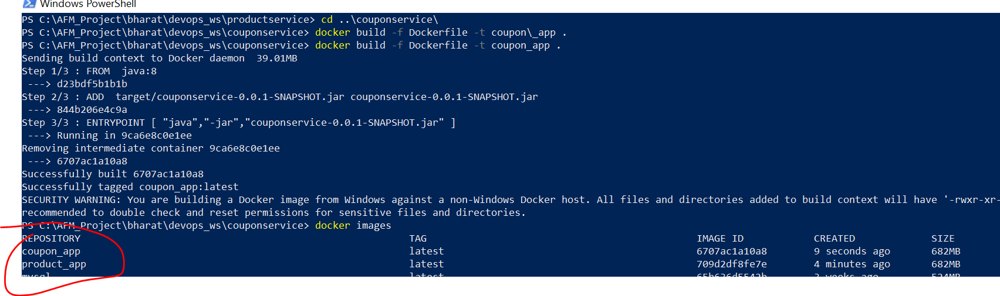 Windows PowerShell
PS C:\AFM_Project\bharat\devops_ws\productservice> cd ..\couponservice\
PS C:\AFM_Project\bharat\devops_ws\couponservice> docker build -f Dockerfile -t coupon\_app .
PS C:\AFM_Project\bharat\devops_ws\couponservice> docker build -f Dockerfile -t coupon_app .
Sending build context to Docker daemon  39.01MB
Step 1/3 : FROM  java:8
 ---> d23bdf5b1b1b
Step 2/3 : ADD  target/couponservice-0.0.1-SNAPSHOT.jar couponservice-0.0.1-SNAPSHOT.jar
 ---> 844b206e4c9a
Step 3/3 : ENTRYPOINT [ "java","-jar","couponservice-0.0.1-SNAPSHOT.jar" ]
 ---> Running in 9ca6e8c0e1ee
Removing intermediate container 9ca6e8c0e1ee
 ---> 6707ac1a10a8
Successfully built 6707ac1a10a8
Successfully tagged coupon_app:latest
SECURITY WARNING: You are building a Docker image from Windows against a non-Windows Docker host. All files and directories added to build context will have '-rwxr-xr-
recommended to double check and reset permissions for sensitive files and directories.
PS C:\AFM_Project\bharat\devops_ws\couponservice> docker images
REPOSITORY TAG IMAGE ID CREATED SIZE
coupon_app latest 6707ac1a10a8 9 seconds ago 682MB
product_app latest 709d2df8fe7e 4 minutes ago 682MB
mysql latest 3 weeks ago 524MB